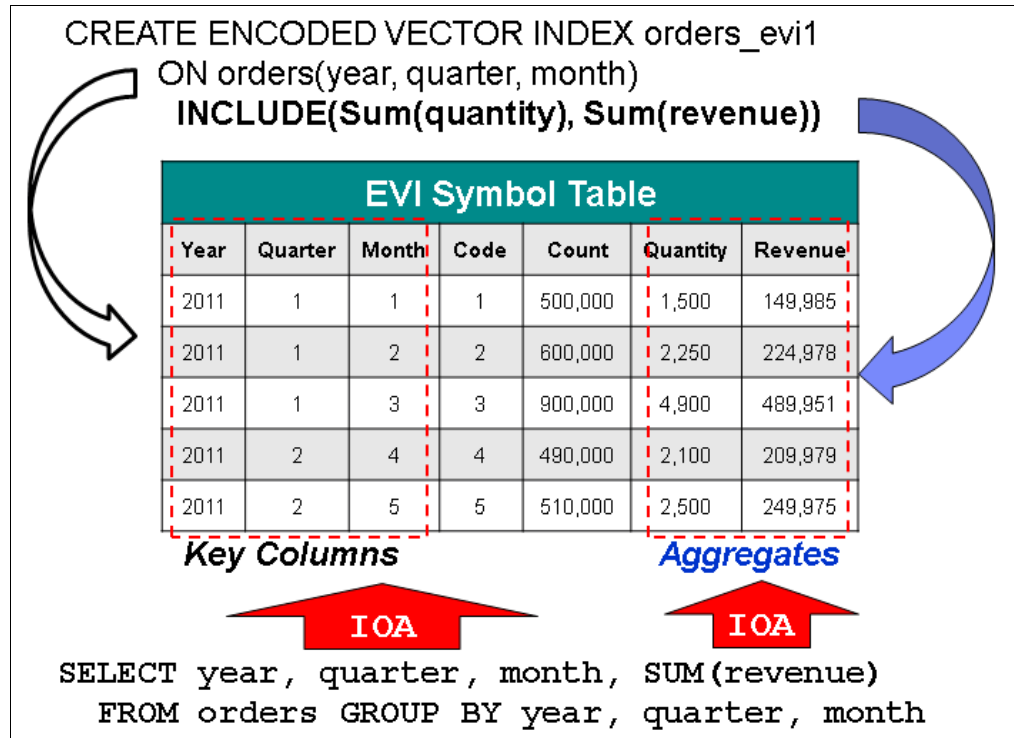 CREATE ENCODED VECTOR INDEX orders_evi1
ON orders(year, quarter, month)
INCLUDE(Sum(quantity), Sum(revenue))
EVI Symbol Table
Year Quarter Month Code Count Quantity Revenue
2011 1 1 1 500,000 1,500 149,985
2011 1 2 2 600,000 2,250 224,978
2011 1 3 3 900,000 4,900 489,951
2011 2 4 4 490,000 2,100 209,979
2011 2 5 5 510,000 2,500 249,975
Key Columns Aggregates
IOA IOA
SELECT year, quarter, month, SUM(revenue)
FROM orders GROUP BY year, quarter, month